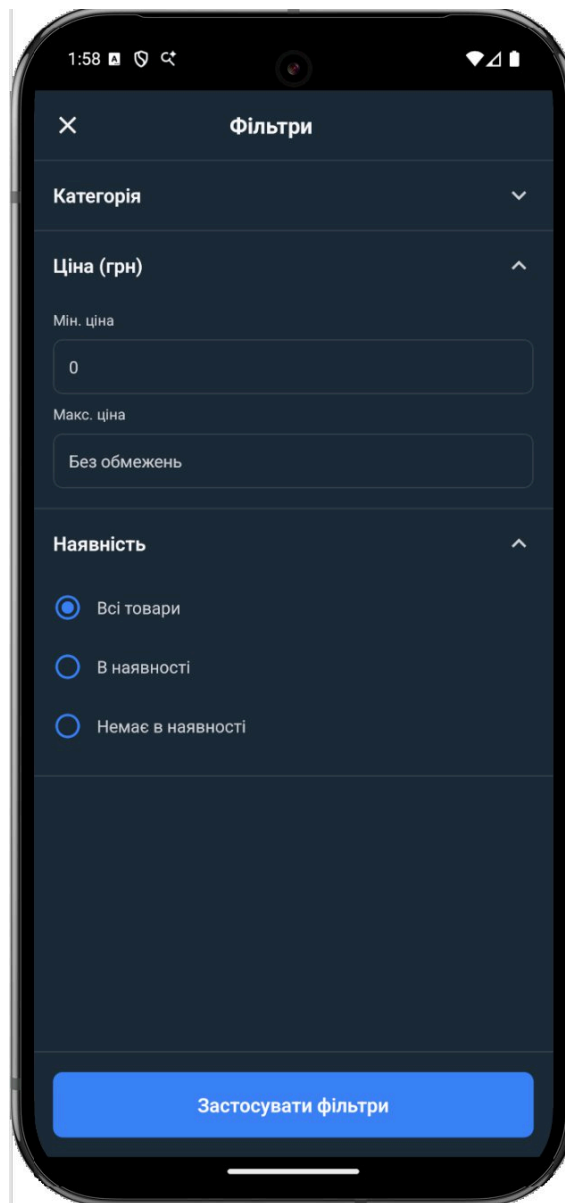 1:58
Фільтри
Категорія
Ціна (грн)
Мін. ціна
0
Макс. ціна
Без обмежень
Наявність
Всі товари
В наявності
Немає в наявності
Застосувати фільтри